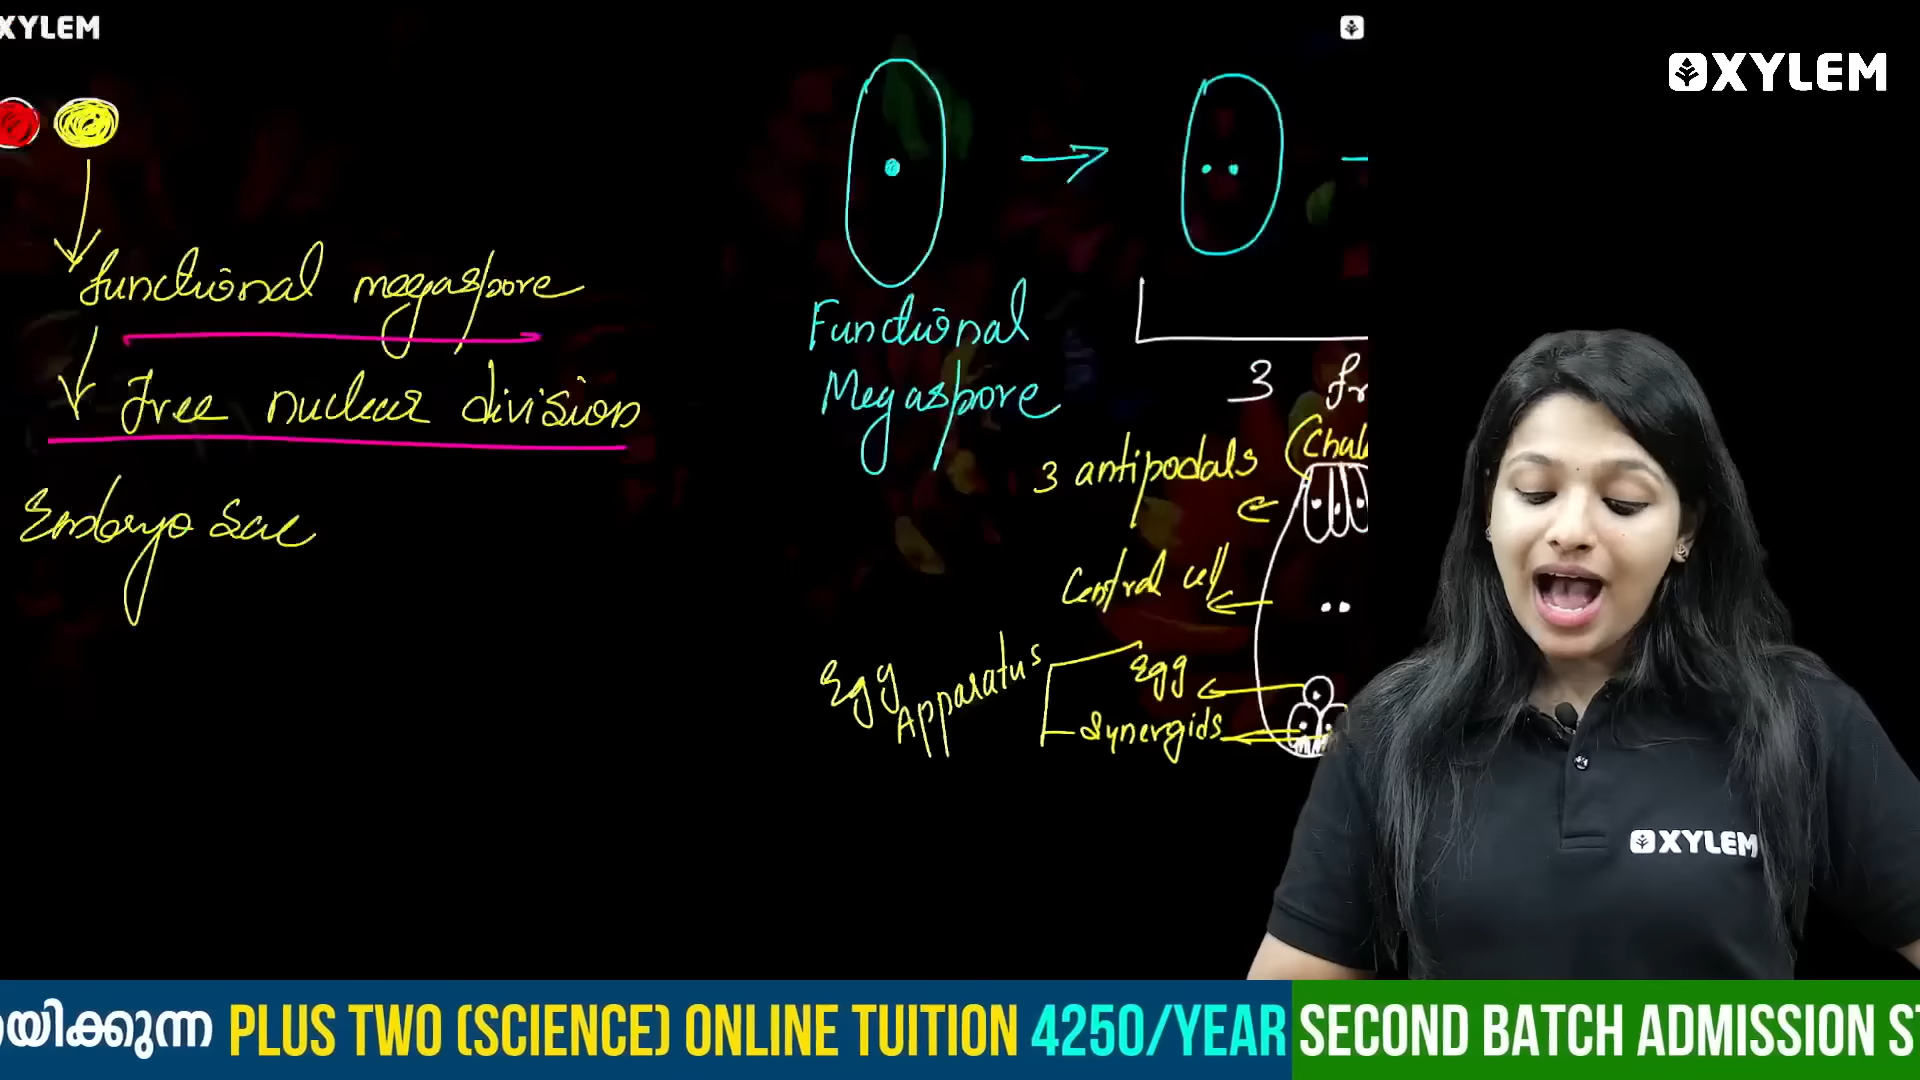 XYLEM
XYLEM
Functional megaspore
Free nuclear division
Embryo Sac
Functional
Megaspore
3
3 antipodals
Central cell
Egg Apparatus
Egg
Synergids
XYLEM
PLUS TWO (SCIENCE) ONLINE TUITION 4250/YEAR SECOND BATCH ADMISSION